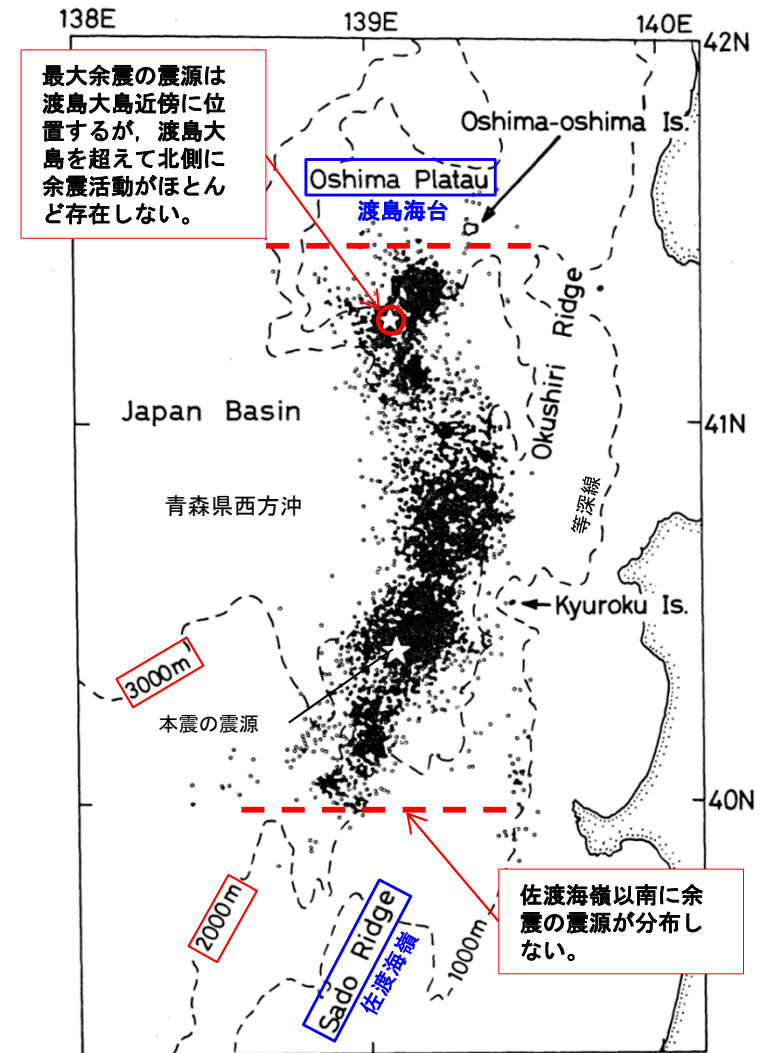 138E
139E
140E
42N
最大余震の震源は
渡島大島近傍に位
置するが，渡島大
島を超えて北側に
余震活動がほとん
ど存在しない。
Oshima-oshima Is.
Oshima Platau
渡島海台
Okushiri Ridge
Japan Basin
41N
青森県西方沖
等深線
Kyuroku Is.
3000m
本震の震源
40N
2000m
Sado Ridge
佐渡海嶺
1000m
佐渡海嶺以南に余
震の震源が分布し
ない。
139E